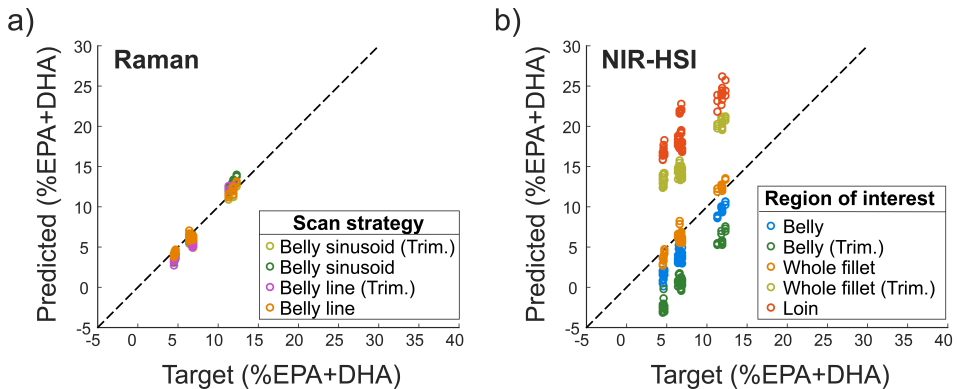 a)
Raman
30
25
20
15
10
5
0
-5
Predicted (%EPA+DHA)
-5 0 5 10 15 20 25 30 35 40
Target (%EPA+DHA)
Scan strategy
Belly sinusoid (Trim.)
Belly sinusoid
Belly line (Trim.)
Belly line
b)
NIR-HSI
30
25
20
15
10
5
0
-5
Predicted (%EPA+DHA)
-5 0 5 10 15 20 25 30 35 40
Target (%EPA+DHA)
Region of interest
Belly
Belly (Trim.)
Whole fillet
Whole fillet (Trim.)
Loin